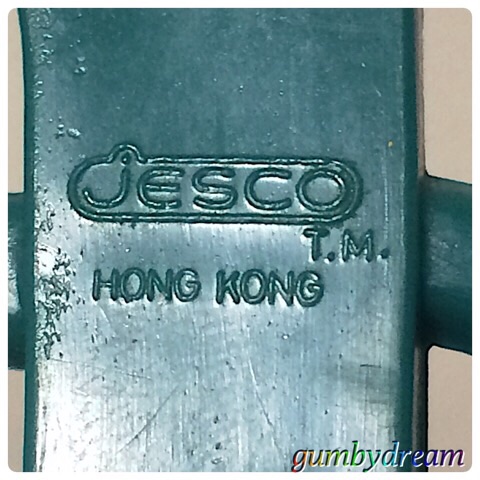 JESCO
T.M.
HONG KONG
gumbydream